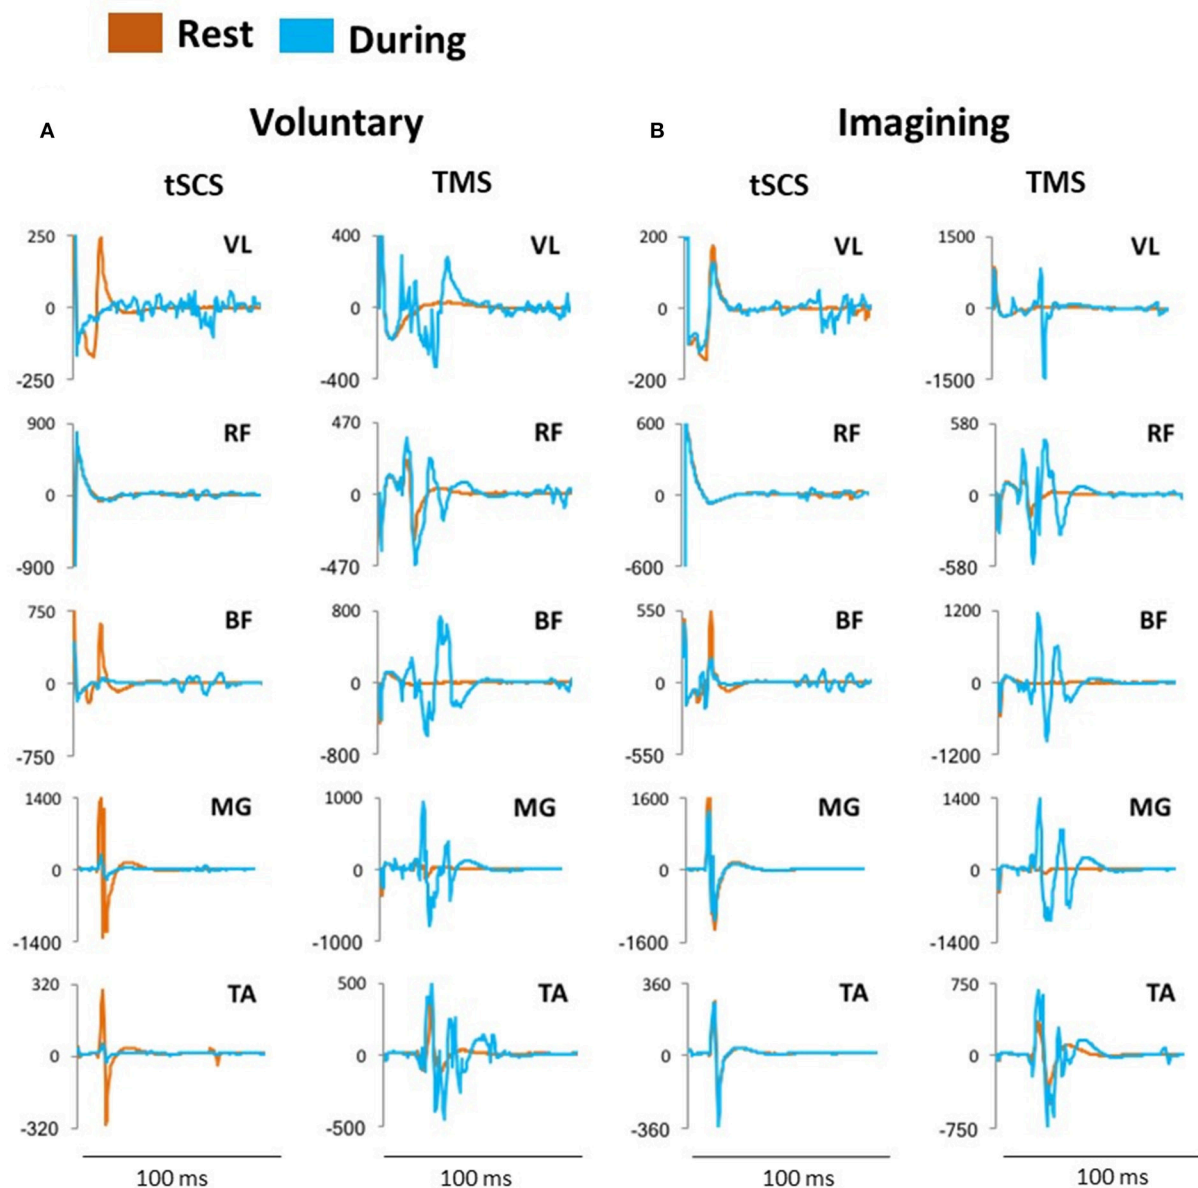 Rest During
A Voluntary B Imagining
tSCS TMS tSCS TMS
250 VL 400 VL 200 VL 1500 VL
0 0 0 0
-250 -400 -200 -1500
900 RF 470 RF 600 RF 580 RF
0 0 0 0
-900 -470 -600 -580
750 BF 800 BF 550 BF 1200 BF
0 0 0 0
-750 -800 -550 -1200
1400 MG 1000 MG 1600 MG 1400 MG
0 0 0 0
-1400 -1000 -1600 -1400
320 TA 500 TA 360 TA 750 TA
0 0 0 0
-320 -500 -360 -750
100 ms 100 ms 100 ms 100 ms